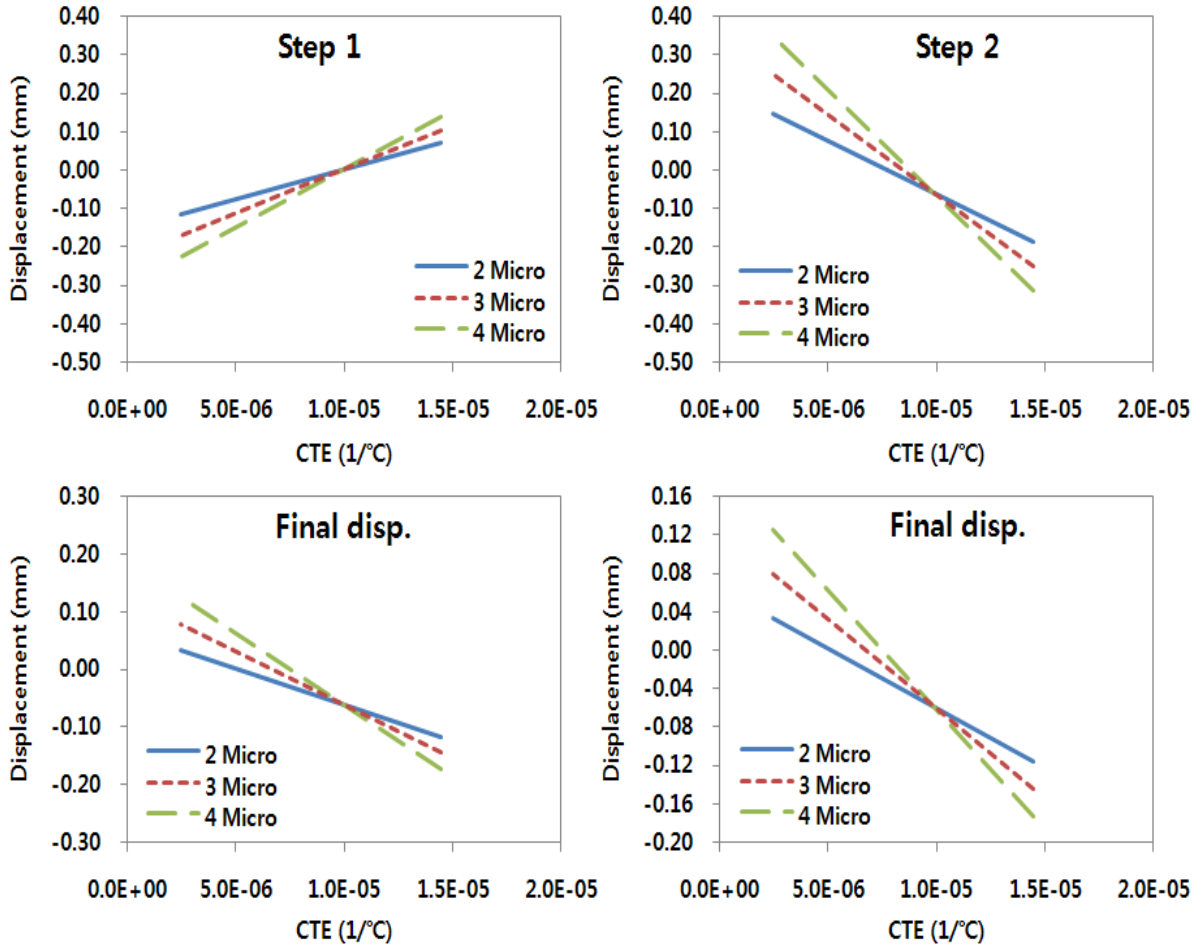 Step 1
Displacement (mm)
0.40
0.30
0.20
0.10
0.00
-0.10
-0.20
-0.30
-0.40
-0.50
2 Micro
3 Micro
4 Micro
0.0E+00 5.0E-06 1.0E-05 1.5E-05 2.0E-05
CTE (1/℃)
Step 2
Displacement (mm)
0.40
0.30
0.20
0.10
0.00
-0.10
-0.20
-0.30
-0.40
-0.50
2 Micro
3 Micro
4 Micro
0.0E+00 5.0E-06 1.0E-05 1.5E-05 2.0E-05
CTE (1/℃)
Final disp.
Displacement (mm)
0.30
0.20
0.10
0.00
-0.10
-0.20
-0.30
2 Micro
3 Micro
4 Micro
0.0E+00 5.0E-06 1.0E-05 1.5E-05 2.0E-05
CTE (1/℃)
Final disp.
Displacement (mm)
0.16
0.12
0.08
0.04
0.00
-0.04
-0.08
-0.12
-0.16
-0.20
2 Micro
3 Micro
4 Micro
0.0E+00 5.0E-06 1.0E-05 1.5E-05 2.0E-05
CTE (1/℃)